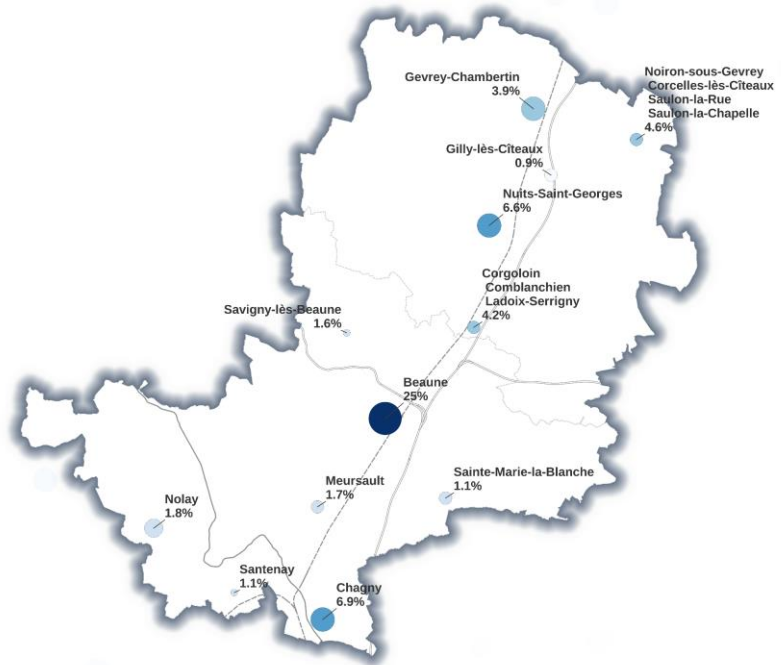 Noiron-sous-Gevrey
Corcelles-lès-Cîteaux
Saulon-la-Rue
Saulon-la-Chapelle
4.6%
Gevrey-Chambertin
3.9%
Gilly-lès-Cîteaux
0.9%
Nuits-Saint-Georges
6.6%
Corgoloin
Comblanchien
Ladoix-Serrigny
4.2%
Savigny-lès-Beaune
1.6%
Beaune
25%
Meursault
1.7%
Sainte-Marie-la-Blanche
1.1%
Nolay
1.8%
Santenay
1.1%
Chagny
6.9%